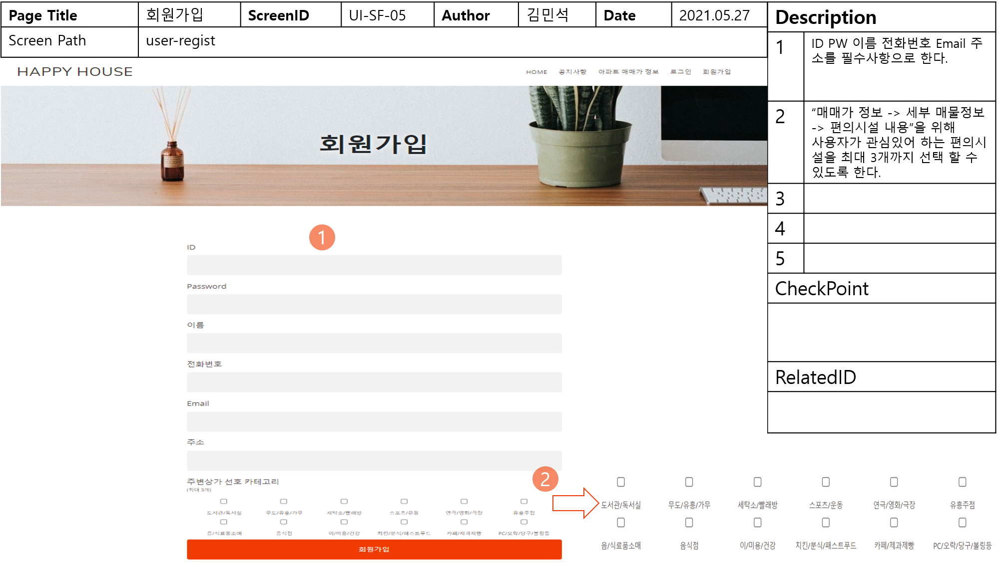 Page Title 회원가입 ScreenID UI-SF-05 Author 김민석 Date 2021.05.27
Screen Path user-regist
HAPPY HOUSE
HOME 공지사항 아파트 매매가 정보 로그인 회원가입
회원가입
1
ID
Password
이름
전화번호
Email
주소
2
주변상가 선호 카테고리
(최대 3개)
도서관/독서실 무도/유흥/가무 세탁소/빨래방 스포츠/운동 연극/영화/극장 유흥주점
음/식료품소매 음식점 이/미용/건강 치킨/분식/패스트푸드 카페/제과제빵 PC/오락/당구/볼링등
회원가입
도서관/독서실 무도/유흥/가무 세탁소/빨래방 스포츠/운동 연극/영화/극장 유흥주점
음/식료품소매 음식점 이/미용/건강 치킨/분식/패스트푸드 카페/제과제빵 PC/오락/당구/볼링등
Description
1 ID PW 이름 전화번호 Email 주
소를 필수사항으로 한다.
2 “매매가 정보 -> 세부 매물정보
-> 편의시설 내용”을 위해
사용자가 관심있어 하는 편의시
설을 최대 3개까지 선택 할 수
있도록 한다.
3
4
5
CheckPoint
RelatedID